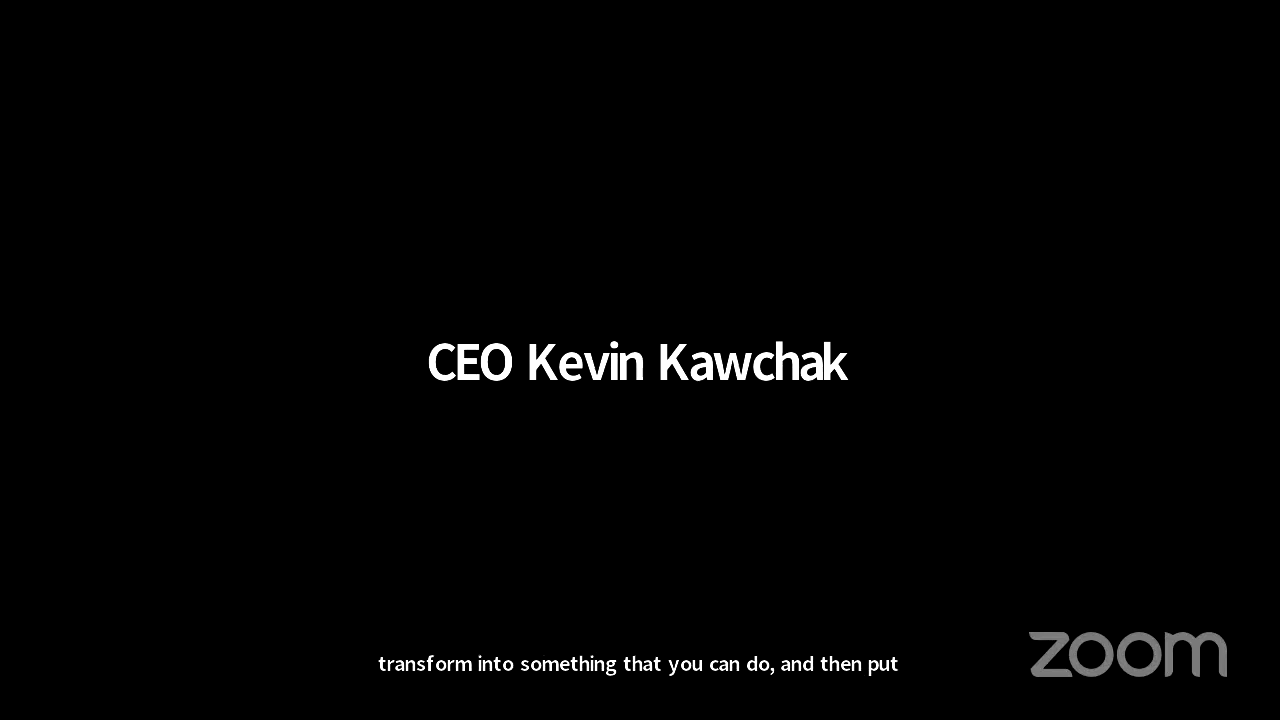 CEO Kevin Kawchak
transform into something that you can do, and then put
zoom